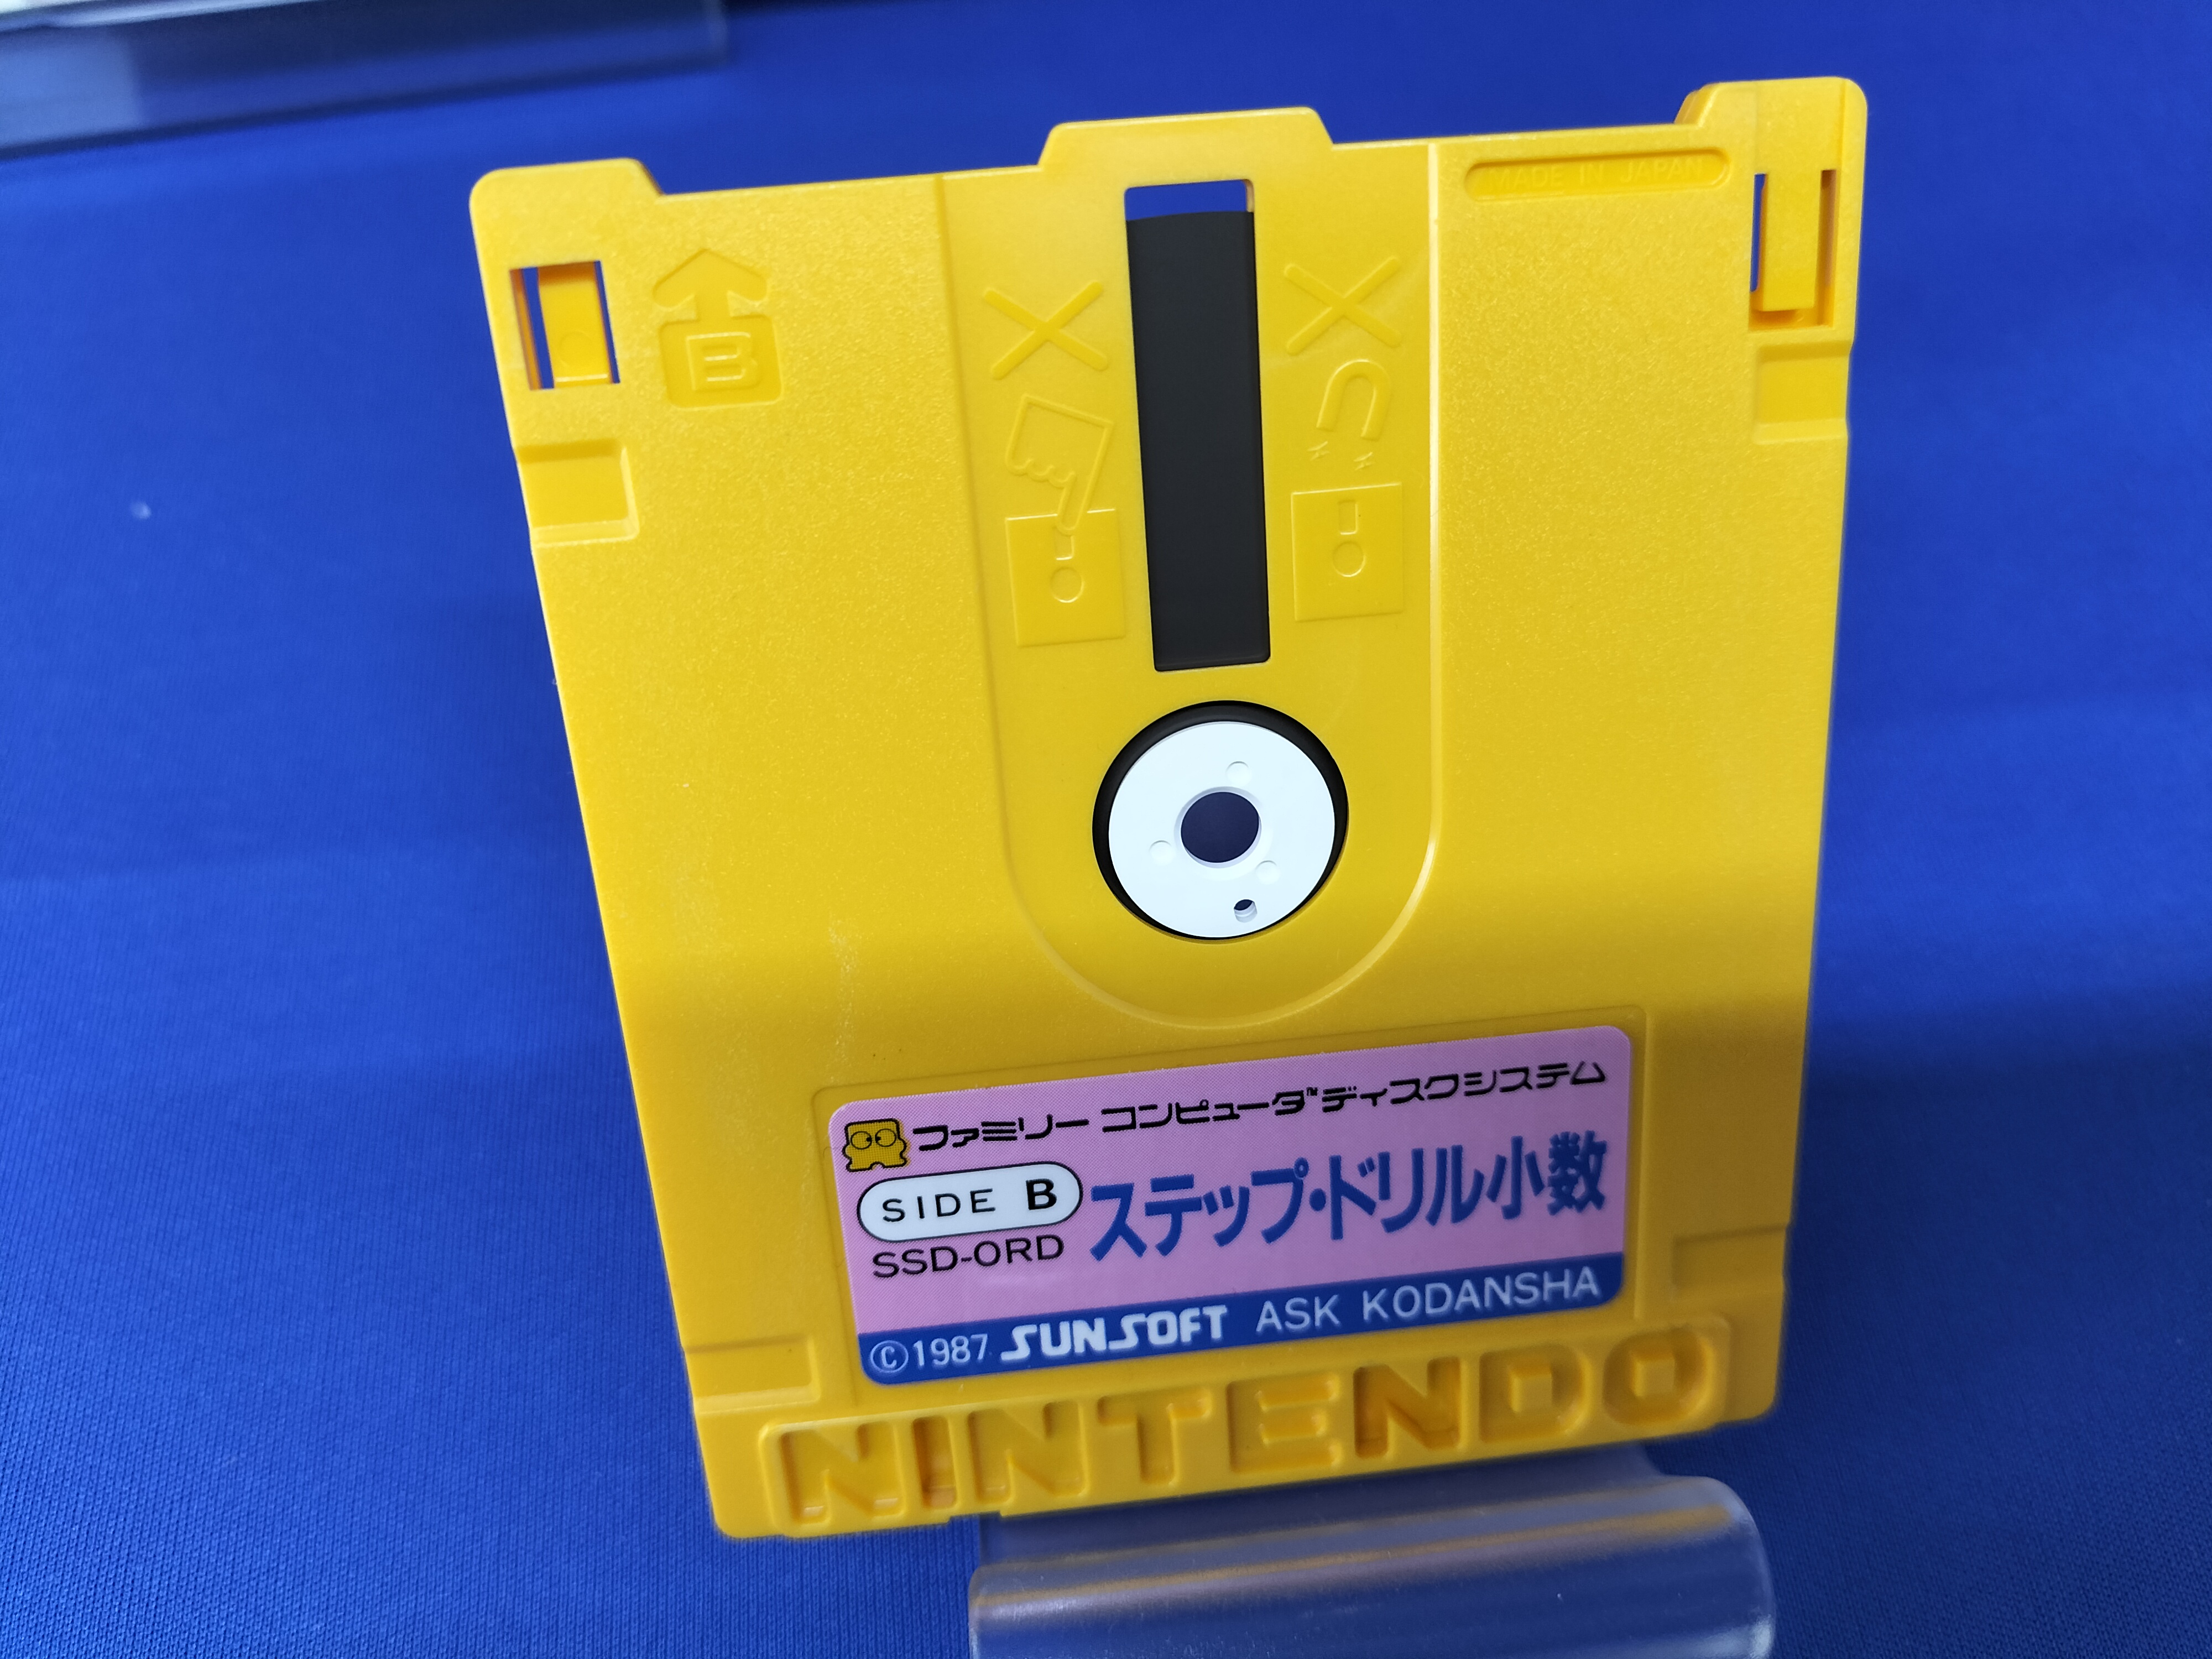 MADE IN JAPAN
B
ファミリー コンピュータ™ディスクシステム
SIDE B
ステップ・ドリル小数
SSD-ORD
©1987 SUNSOFT ASK KODANSHA
NINTENDO